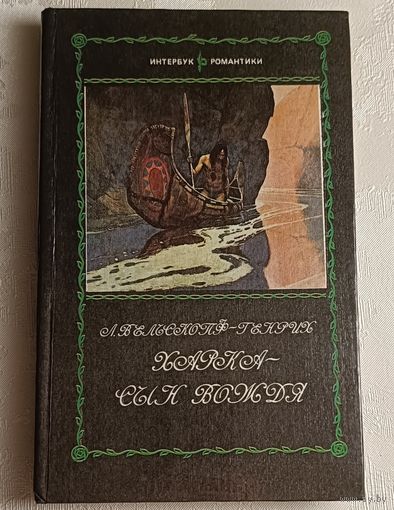 ИНТЕРБУК РОМАНТИКИ
Л. ВЕЛЬСКОПФ-ГЕНРИХ
ХАРКА-
СЫН ВОЖДЯ